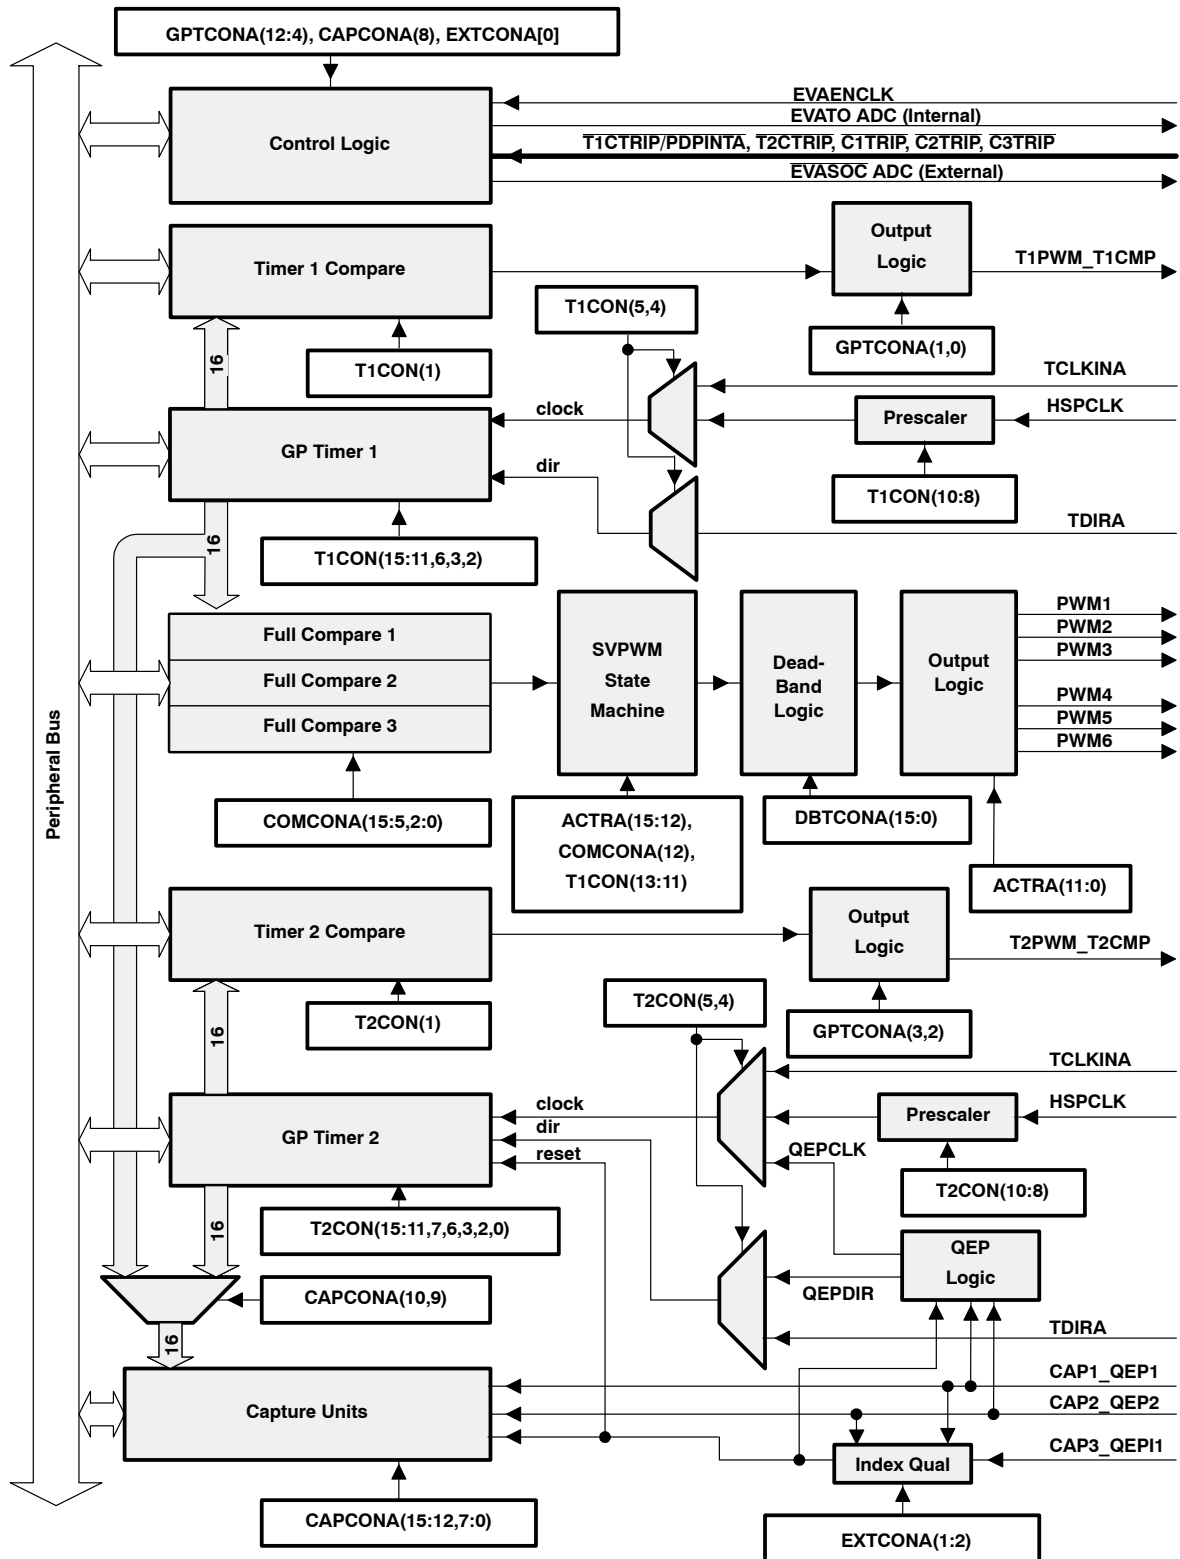 GPTCONA(12:4), CAPCONA(8), EXTCONA[0]
Control Logic
EVAENCLK
EVATO ADC (Internal)
T1CTRIP/PDPINTA, T2CTRIP, C1TRIP, C2TRIP, C3TRIP
EVASOC ADC (External)
Timer 1 Compare
Output
Logic
T1PWM_T1CMP
T1CON(5,4)
GPTCONA(1,0)
16
T1CON(1)
TCLKINA
GP Timer 1
clock
Prescaler
HSPCLK
dir
T1CON(10:8)
TDIRA
16
T1CON(15:11,6,3,2)
Full Compare 1
Full Compare 2
Full Compare 3
SVPWM
State
Machine
Dead-
Band
Logic
Output
Logic
PWM1
PWM2
PWM3
PWM4
PWM5
PWM6
Peripheral Bus
COMCONA(15:5,2:0)
ACTRA(15:12),
COMCONA(12),
T1CON(13:11)
DBTCONA(15:0)
ACTRA(11:0)
Timer 2 Compare
Output
Logic
T2PWM_T2CMP
T2CON(5,4)
T2CON(1)
GPTCONA(3,2)
16
TCLKINA
GP Timer 2
clock
dir
reset
Prescaler
HSPCLK
QEPCLK
T2CON(10:8)
16
T2CON(15:11,7,6,3,2,0)
QEP
Logic
QEPDIR
CAPCONA(10,9)
TDIRA
16
Capture Units
CAP1_QEP1
CAP2_QEP2
CAP3_QEPI1
Index Qual
CAPCONA(15:12,7:0)
EXTCONA(1:2)